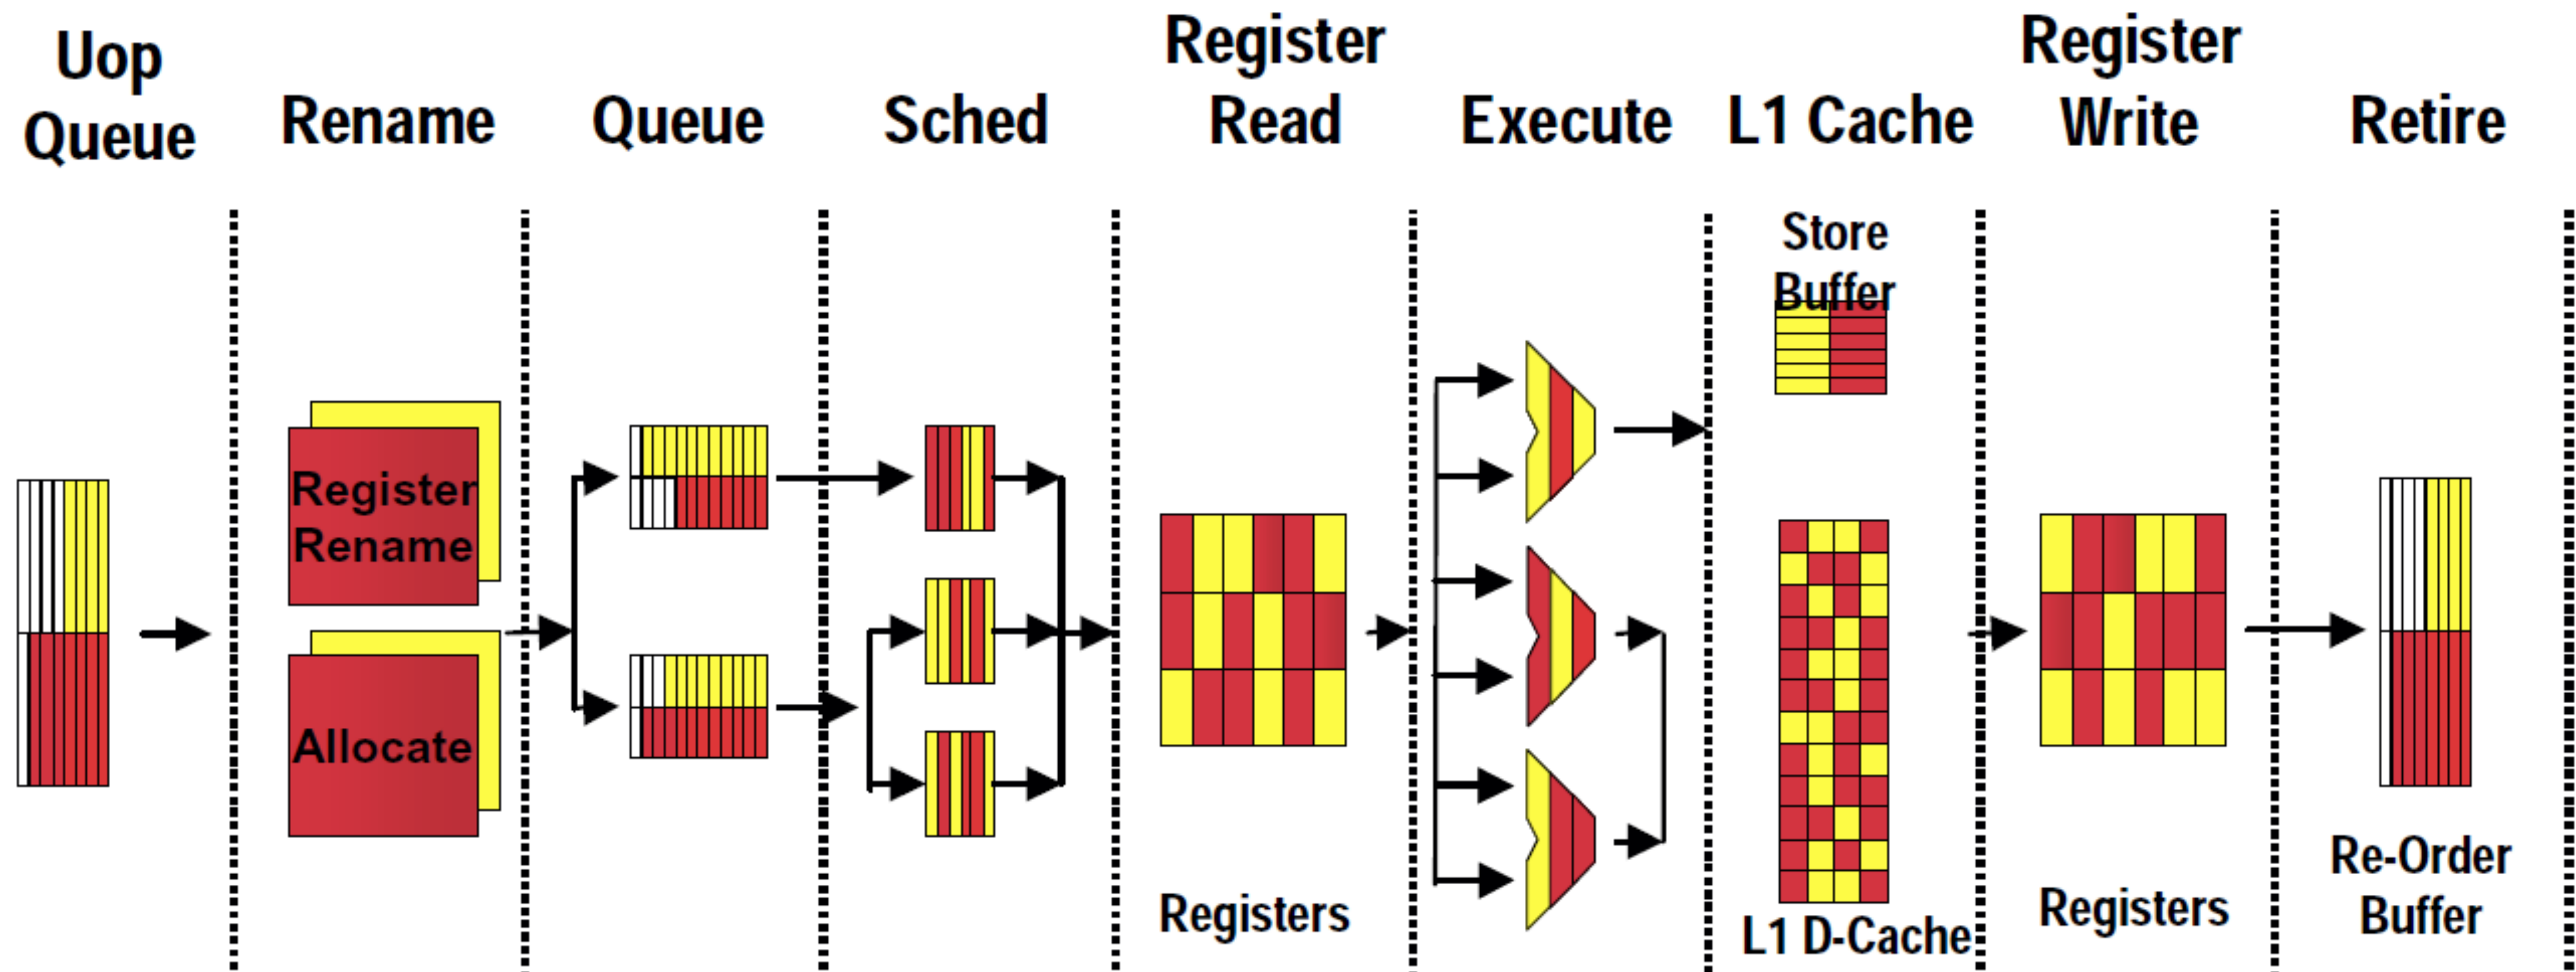 Uop
Queue
Rename
Queue
Sched
Register
Read
Execute
L1 Cache
Register
Write
Retire
Register
Rename
Allocate
Registers
Store
Buffer
L1 D-Cache
Registers
Re-Order
Buffer